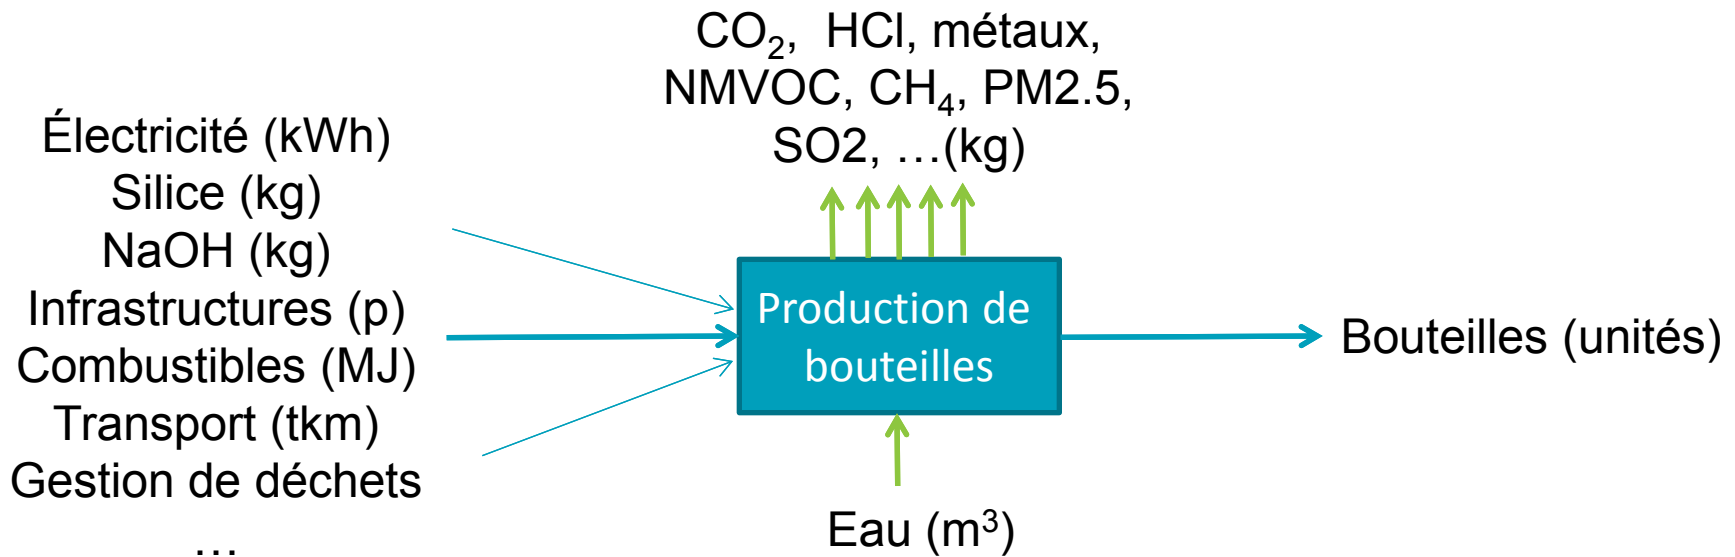 CO₂, HCl, métaux,
NMVOC, CH₄, PM2.5,
SO2, …(kg)
Électricité (kWh)
Silice (kg)
NaOH (kg)
Infrastructures (p)
Combustibles (MJ)
Transport (tkm)
Gestion de déchets
…
Production de
bouteilles
Bouteilles (unités)
Eau (m³)